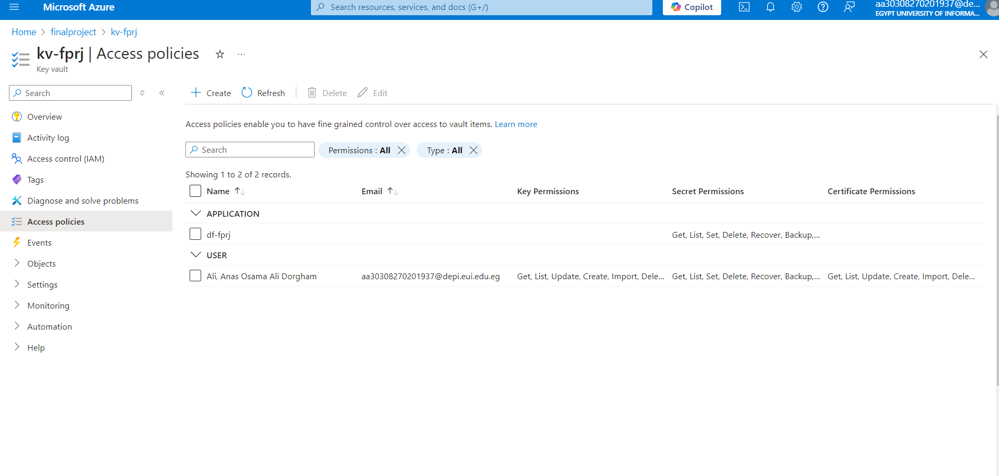 Microsoft Azure
Search resources, services, and docs (G+/)
Copilot
aa30308270201937@de...
EGYPT UNIVERSITY OF INFORMA...
Home > finalproject > kv-fprj
kv-fprj | Access policies
Key vault
Search
Overview
Activity log
Access control (IAM)
Tags
Diagnose and solve problems
Access policies
Events
Objects
Settings
Monitoring
Automation
Help
Create Refresh Delete Edit
Access policies enable you to have fine grained control over access to vault items. Learn more
Search Permissions : All Type : All
Showing 1 to 2 of 2 records.
Name Email Key Permissions Secret Permissions Certificate Permissions
APPLICATION
df-fprj Get, List, Set, Delete, Recover, Backup,...
USER
Ali, Anas Osama Ali Dorgham aa30308270201937@depi.eui.edu.eg Get, List, Update, Create, Import, Dele... Get, List, Set, Delete, Recover, Backup,... Get, List, Update, Create, Import, Dele...